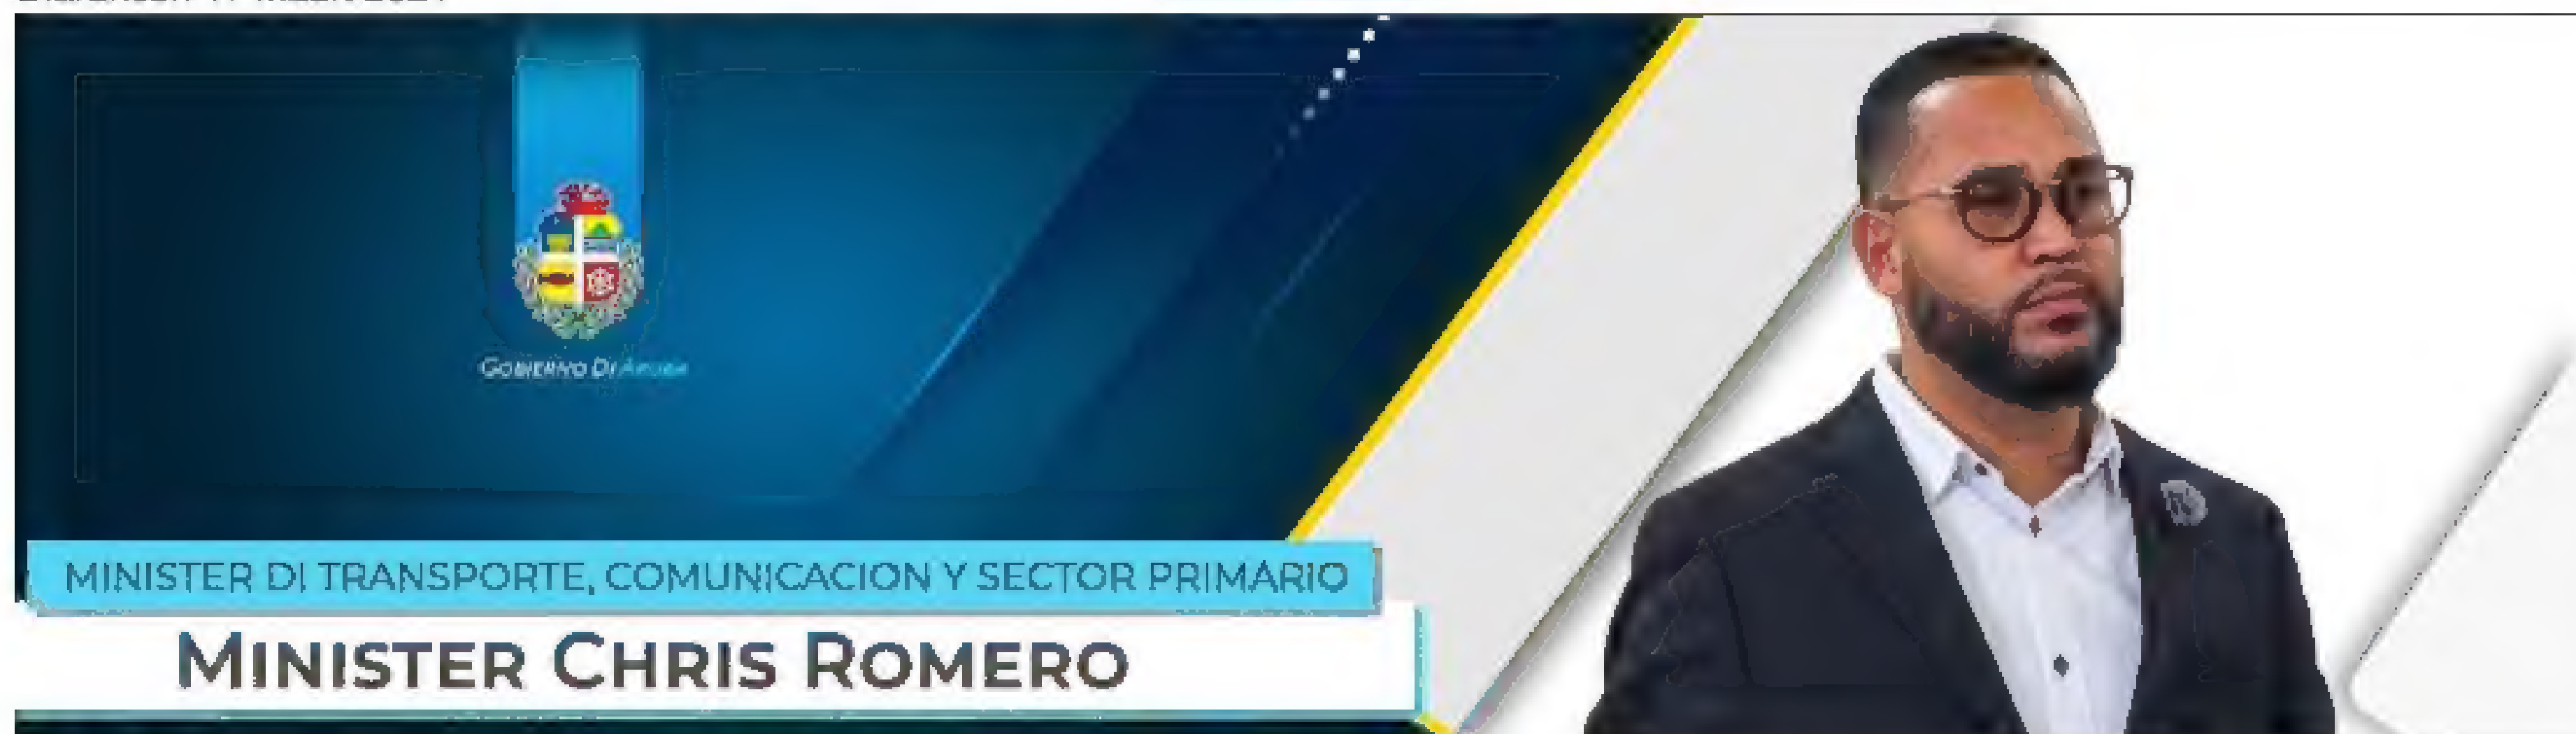 GOBIERNO DI ARUBA
MINISTER DI TRANSPORTE, COMUNICACION Y SECTOR PRIMARIO
MINISTER CHRIS ROMERO